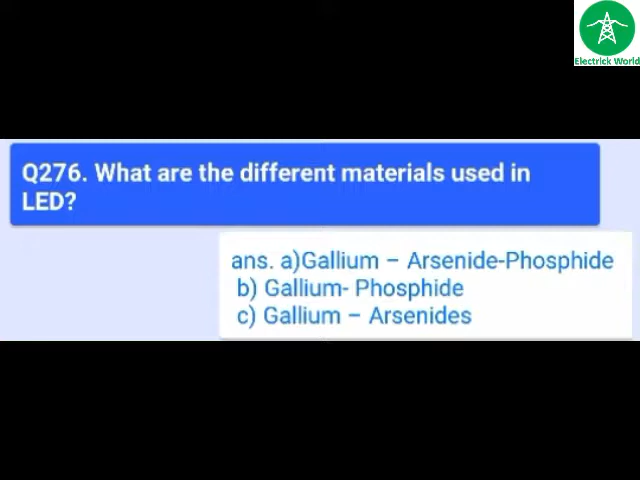 Electrick World
Q276. What are the different materials used in
LED?
ans. a)Gallium – Arsenide-Phosphide
b) Gallium- Phosphide
c) Gallium – Arsenides